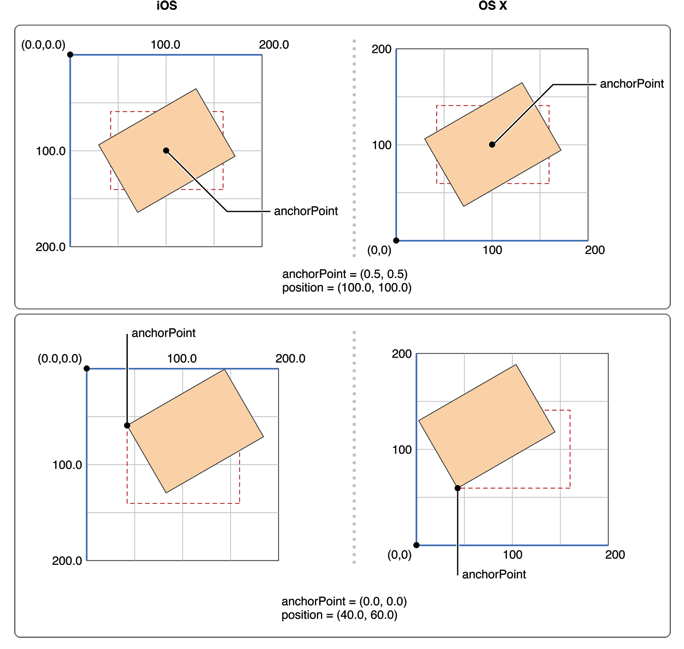 iOS
OS X
(0.0,0.0)
100.0
200.0
100.0
200.0
anchorPoint
200
100
(0,0)
100
200
anchorPoint
anchorPoint = (0.5, 0.5)
position = (100.0, 100.0)
anchorPoint
(0.0,0.0)
100.0
200.0
100.0
200.0
200
100
(0,0)
100
200
anchorPoint
anchorPoint = (0.0, 0.0)
position = (40.0, 60.0)